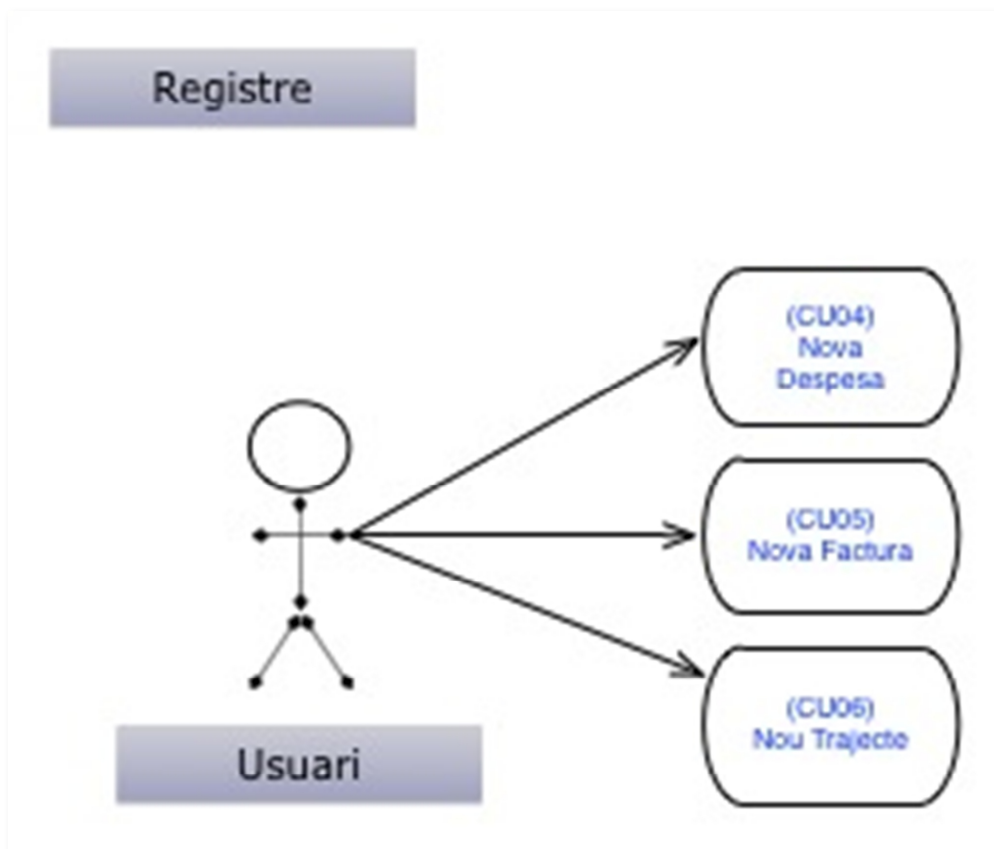 Registre
(CU04)
Nova
Despesa
(CU05)
Nova Factura
(CU06)
Nou Trajecte
Usuari